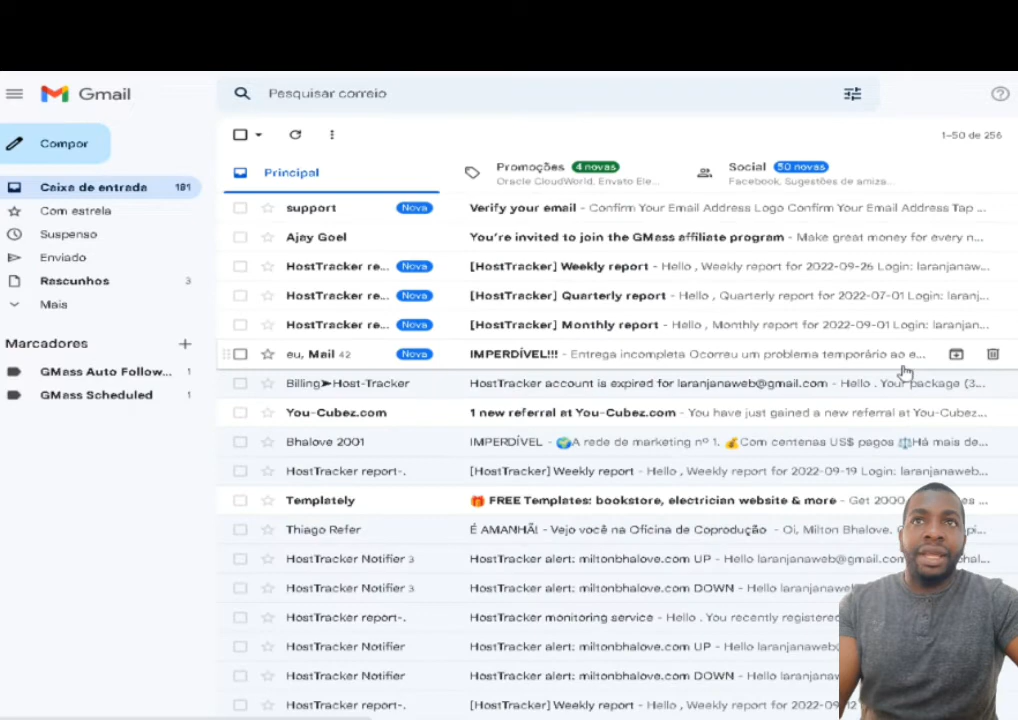 Gmail
Pesquisar correio
Compor
1–50 de 256
Principal
Promoções 4 novas
Oracle CloudWorld, Envato Ele...
Social 50 novas
Facebook, Sugestões de amiza...
Caixa de entrada 191
Com estrela
Suspenso
Enviado
Rascunhos 3
Mais
Marcadores
GMass Auto Follow... 1
GMass Scheduled 1
support Nova Verify your email - Confirm Your Email Address Logo Confirm Your Email Address Tap ...
Ajay Goel You're invited to join the GMass affiliate program - Make great money for every n...
HostTracker re... Nova [HostTracker] Weekly report - Hello , Weekly report for 2022-09-26 Login: laranjanaw...
HostTracker re... Nova [HostTracker] Quarterly report - Hello , Quarterly report for 2022-07-01 Login: laranj...
HostTracker re... Nova [HostTracker] Monthly report - Hello , Monthly report for 2022-09-01 Login: laranjan...
eu, Mail 42 Nova IMPERDÍVEL!!! - Entrega incompleta Ocorreu um problema temporário ao e...
Billing➤Host-Tracker HostTracker account is expired for laranjanaweb@gmail.com - Hello . Your package (3...
You-Cubez.com 1 new referral at You-Cubez.com - You have just gained a new referral at You-Cubez...
Bhalove 2001 IMPERDÍVEL - 🌍A rede de marketing nº 1. 💰Com centenas US$ pagos ⚖️Há mais de...
HostTracker report-. [HostTracker] Weekly report - Hello , Weekly report for 2022-09-19 Login: laranjanaweb...
Templately 🎁 FREE Templates: bookstore, electrician website & more - Get 2000
Thiago Refer É AMANHÃ! - Vejo você na Oficina de Coprodução - Oi, Milton Bhalove.
HostTracker Notifier 3 HostTracker alert: miltonbhalove.com UP - Hello laranjanaweb@gmail.com
HostTracker Notifier 3 HostTracker alert: miltonbhalove.com DOWN - Hello laranjanaweb
HostTracker report-. HostTracker monitoring service - Hello . You recently registered
HostTracker Notifier HostTracker alert: miltonbhalove.com UP - Hello laranjanaweb
HostTracker Notifier HostTracker alert: miltonbhalove.com DOWN - Hello laranjana
HostTracker report-. [HostTracker] Weekly report - Hello , Weekly report for 2022-09-12